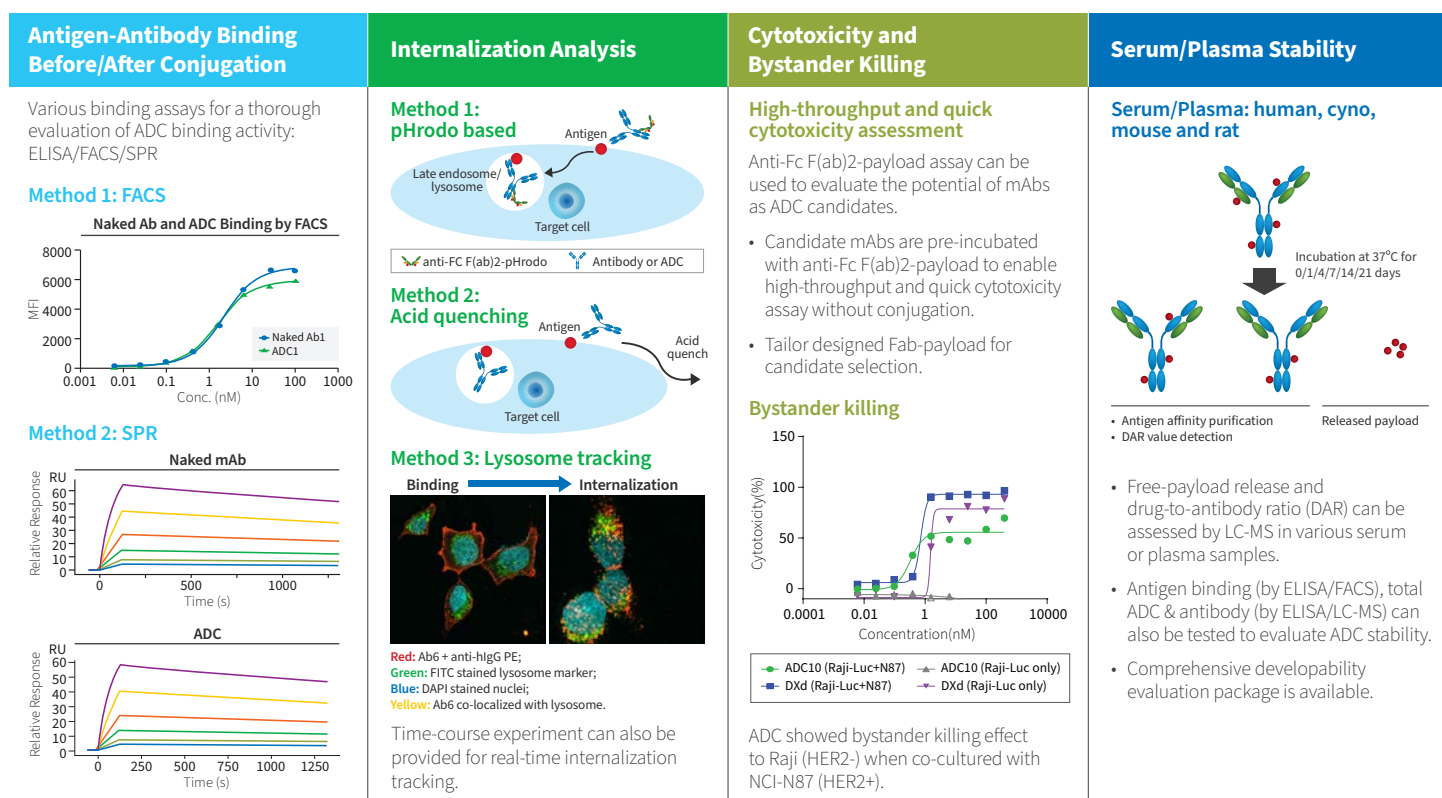 Antigen-Antibody Binding
Before/After Conjugation
Various binding assays for a thorough
evaluation of ADC binding activity:
ELISA/FACS/SPR
Method 1: FACS
Naked Ab and ADC Binding by FACS
8000
6000
4000
2000
0
MFI
Naked Ab1
ADC1
0.001 0.01 0.1 1 10 100 1000
Conc. (nM)
Method 2: SPR
Naked mAb
RU
60
50
40
30
20
10
0
Relative Response
0 500 1000
Time (s)
ADC
RU
60
50
40
30
20
10
0
Relative Response
0 250 500 750 1000 1250
Time (s)
Internalization Analysis
Method 1:
pHrodo based
Antigen
Late endosome/
lysosome
Target cell
anti-FC F(ab)2-pHrodo
Antibody or ADC
Method 2:
Acid quenching
Antigen
Acid
quench
Target cell
Method 3: Lysosome tracking
Binding
Internalization
Red: Ab6 + anti-hIgG PE;
Green: FITC stained lysosome marker;
Blue: DAPI stained nuclei;
Yellow: Ab6 co-localized with lysosome.
Time-course experiment can also be
provided for real-time internalization
tracking.
Cytotoxicity and
Bystander Killing
High-throughput and quick
cytotoxicity assessment
Anti-Fc F(ab)2-payload assay can be
used to evaluate the potential of mAbs
as ADC candidates.
• Candidate mAbs are pre-incubated
with anti-Fc F(ab)2-payload to enable
high-throughput and quick cytotoxicity
assay without conjugation.
• Tailor designed Fab-payload for
candidate selection.
Bystander killing
150
100
50
0
Cytotoxicity(%)
0.0001 0.01 1 100 10000
Concentration(nM)
ADC10 (Raji-Luc+N87) ADC10 (Raji-Luc only)
DXd (Raji-Luc+N87) DXd (Raji-Luc only)
ADC showed bystander killing effect
to Raji (HER2-) when co-cultured with
NCI-N87 (HER2+).
Serum/Plasma Stability
Serum/Plasma: human, cyno,
mouse and rat
Incubation at 37°C for
0/1/4/7/14/21 days
• Antigen affinity purification
• DAR value detection
Released payload
• Free-payload release and
drug-to-antibody ratio (DAR) can be
assessed by LC-MS in various serum
or plasma samples.
• Antigen binding (by ELISA/FACS), total
ADC & antibody (by ELISA/LC-MS) can
also be tested to evaluate ADC stability.
• Comprehensive developability
evaluation package is available.